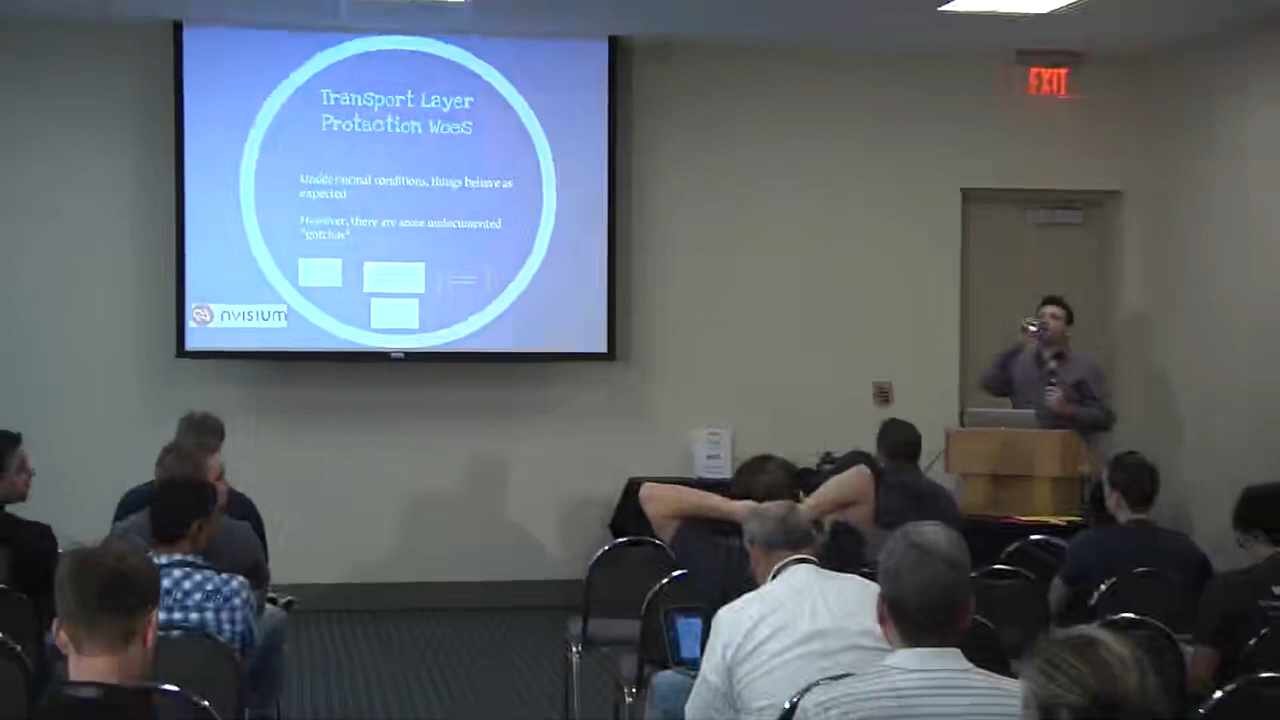 Transport Layer
Protection Woes
Under normal conditions, things behave as
expected
However, there are some undocumented
"gotchas"
nVISIUM
EXIT